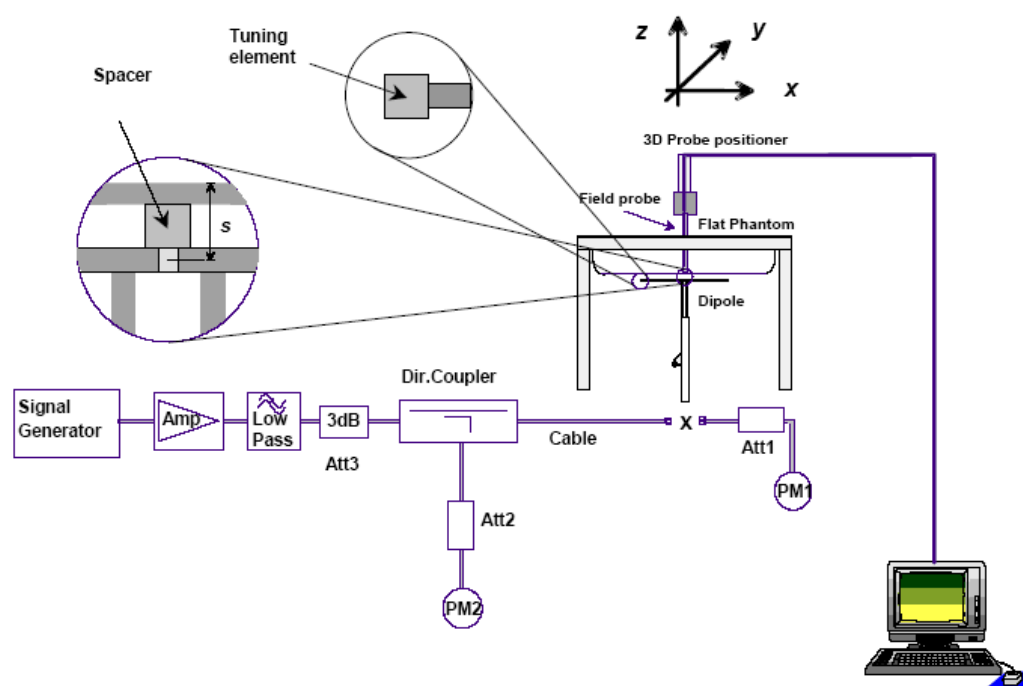 Tuning
element
Spacer
z
y
x
3D Probe positioner
Field probe
s
Flat Phantom
Dipole
Dir.Coupler
Signal
Generator
Amp
Low
Pass
3dB
Att3
Cable
X
Att1
PM1
Att2
PM2